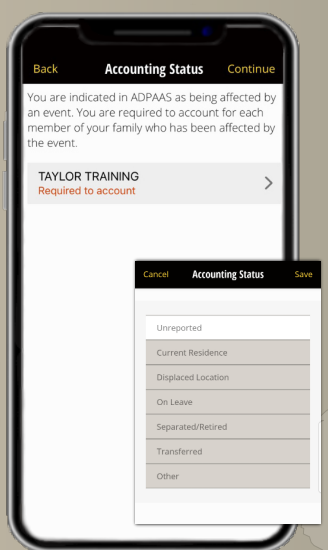 Back Accounting Status Continue
You are indicated in ADPAAS as being affected by
an event. You are required to account for each
member of your family who has been affected by
the event.
TAYLOR TRAINING
Required to account
Cancel Accounting Status Save
Unreported
Current Residence
Displaced Location
On Leave
Separated/Retired
Transferred
Other